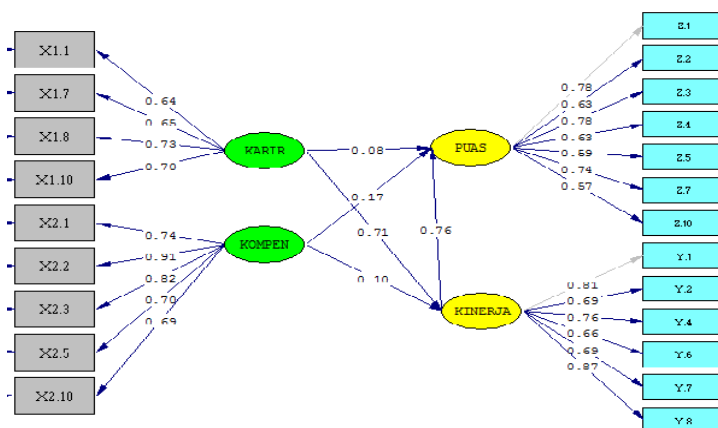 X1.1
X1.7
X1.8
X1.10
X2.1
X2.2
X2.3
X2.5
X2.10
0.64
0.65
0.73
0.70
0.74
0.91
0.82
0.70
0.69
KARIR
KOMPEN
0.08
0.17
0.71
0.10
0.76
PUAS
KINERJA
0.78
0.63
0.78
0.63
0.69
0.74
0.57
0.81
0.69
0.76
0.66
0.69
0.87
Z.1
Z.2
Z.3
Z.4
Z.5
Z.7
Z.10
Y.1
Y.2
Y.4
Y.6
Y.7
Y.8